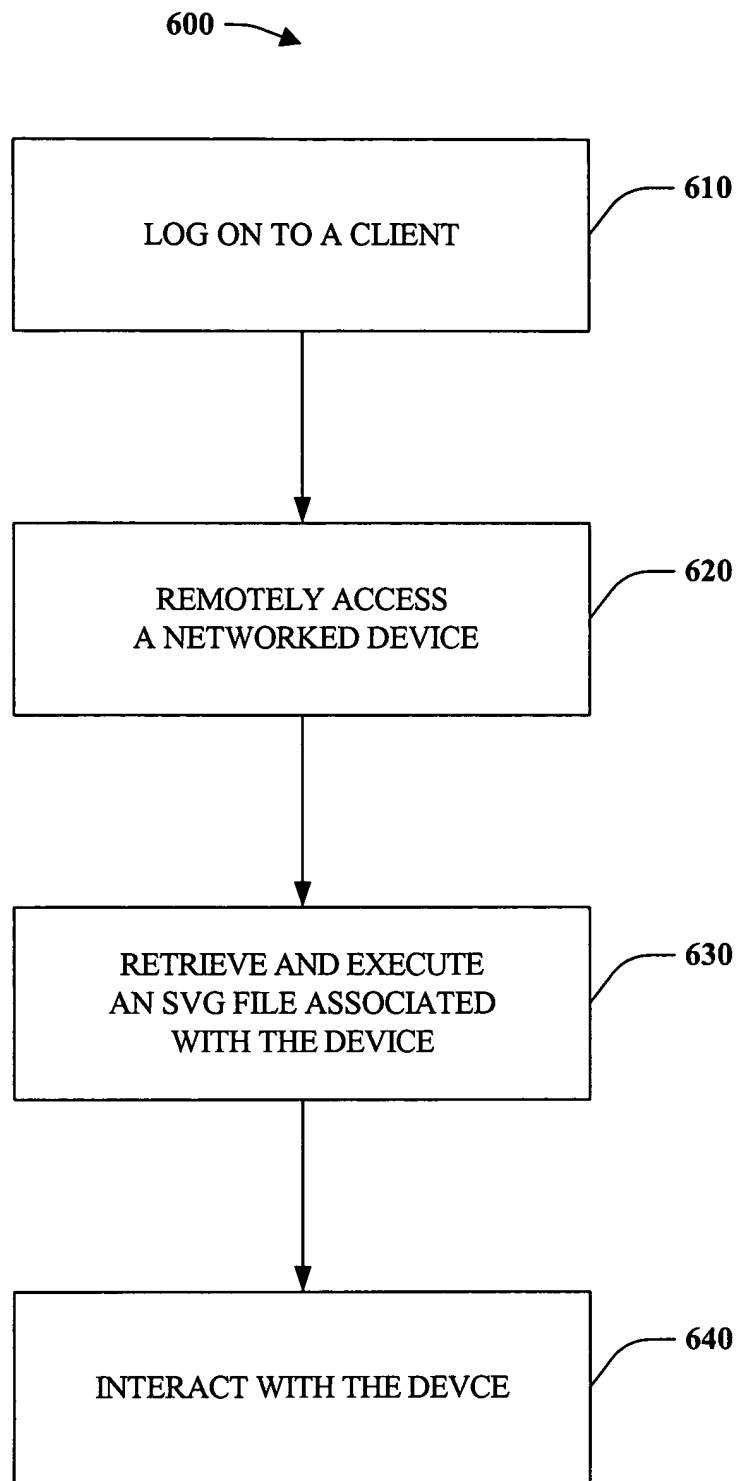 600
LOG ON TO A CLIENT
610
REMOTELY ACCESS
A NETWORKED DEVICE
620
RETRIEVE AND EXECUTE
AN SVG FILE ASSOCIATED
WITH THE DEVICE
630
INTERACT WITH THE DEVCE
640